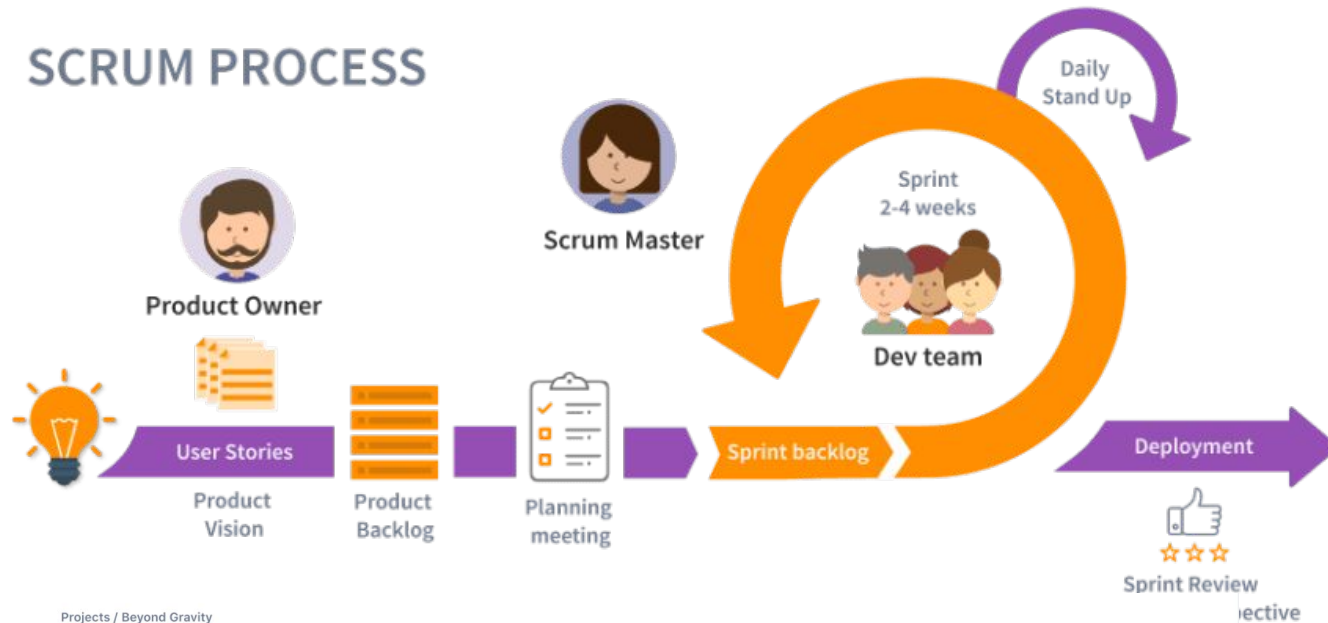 SCRUM PROCESS
Daily
Stand Up
Sprint
2-4 weeks
Scrum Master
Product Owner
Dev team
User Stories
Sprint backlog
Deployment
Product
Vision
Product
Backlog
Planning
meeting
Sprint Review
Projects / Beyond Gravity